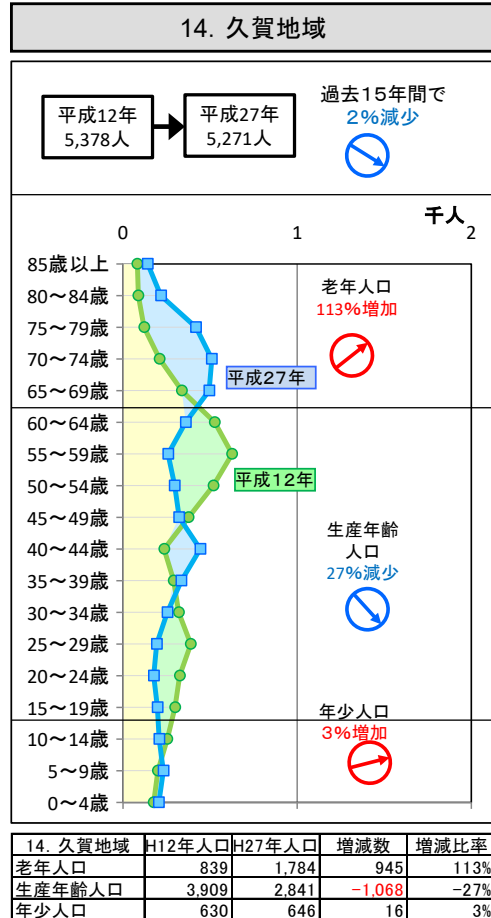 14. 久賀地域
平成12年
5,378人
平成27年
5,271人
過去15年間で
2%減少
千人
0 1 2
85歳以上
80～84歳
75～79歳
70～74歳
65～69歳
60～64歳
55～59歳
50～54歳
45～49歳
40～44歳
35～39歳
30～34歳
25～29歳
20～24歳
15～19歳
10～14歳
5～9歳
0～4歳
老年人口
113%増加
平成27年
平成12年
生産年齢
人口
27%減少
年少人口
3%増加
14. 久賀地域 H12年人口 H27年人口 増減数 増減比率
老年人口 839 1,784 945 113%
生産年齢人口 3,909 2,841 −1,068 −27%
年少人口 630 646 16 3%